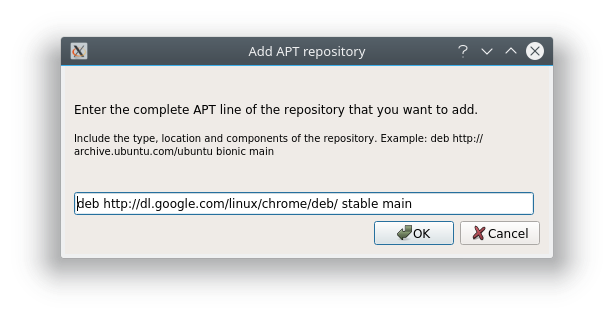 Add APT repository
Enter the complete APT line of the repository that you want to add.
Include the type, location and components of the repository. Example: deb http://
archive.ubuntu.com/ubuntu bionic main
deb http://dl.google.com/linux/chrome/deb/ stable main
OK
Cancel